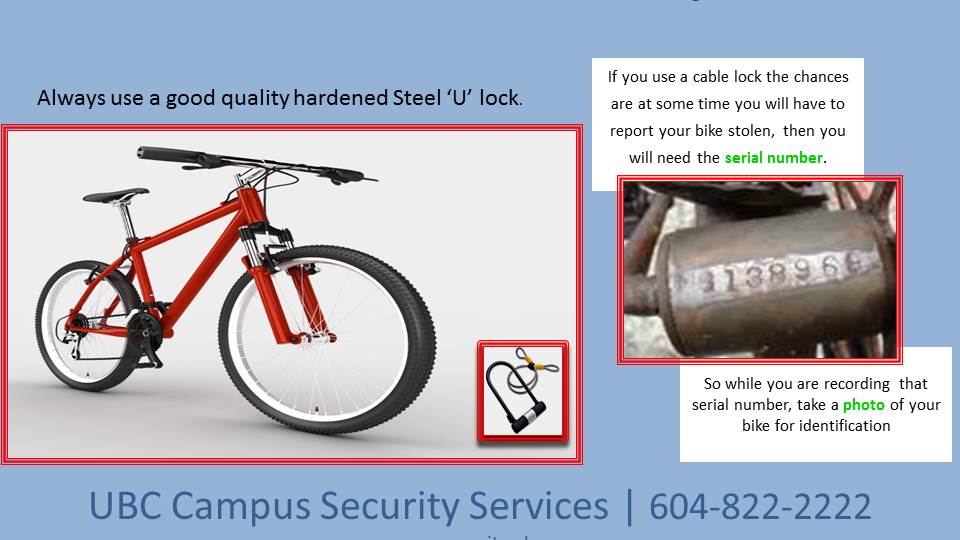 Always use a good quality hardened Steel ‘U’ lock.
If you use a cable lock the chances
are at some time you will have to
report your bike stolen, then you
will need the serial number.
So while you are recording that
serial number, take a photo of your
bike for identification
UBC Campus Security Services | 604-822-2222